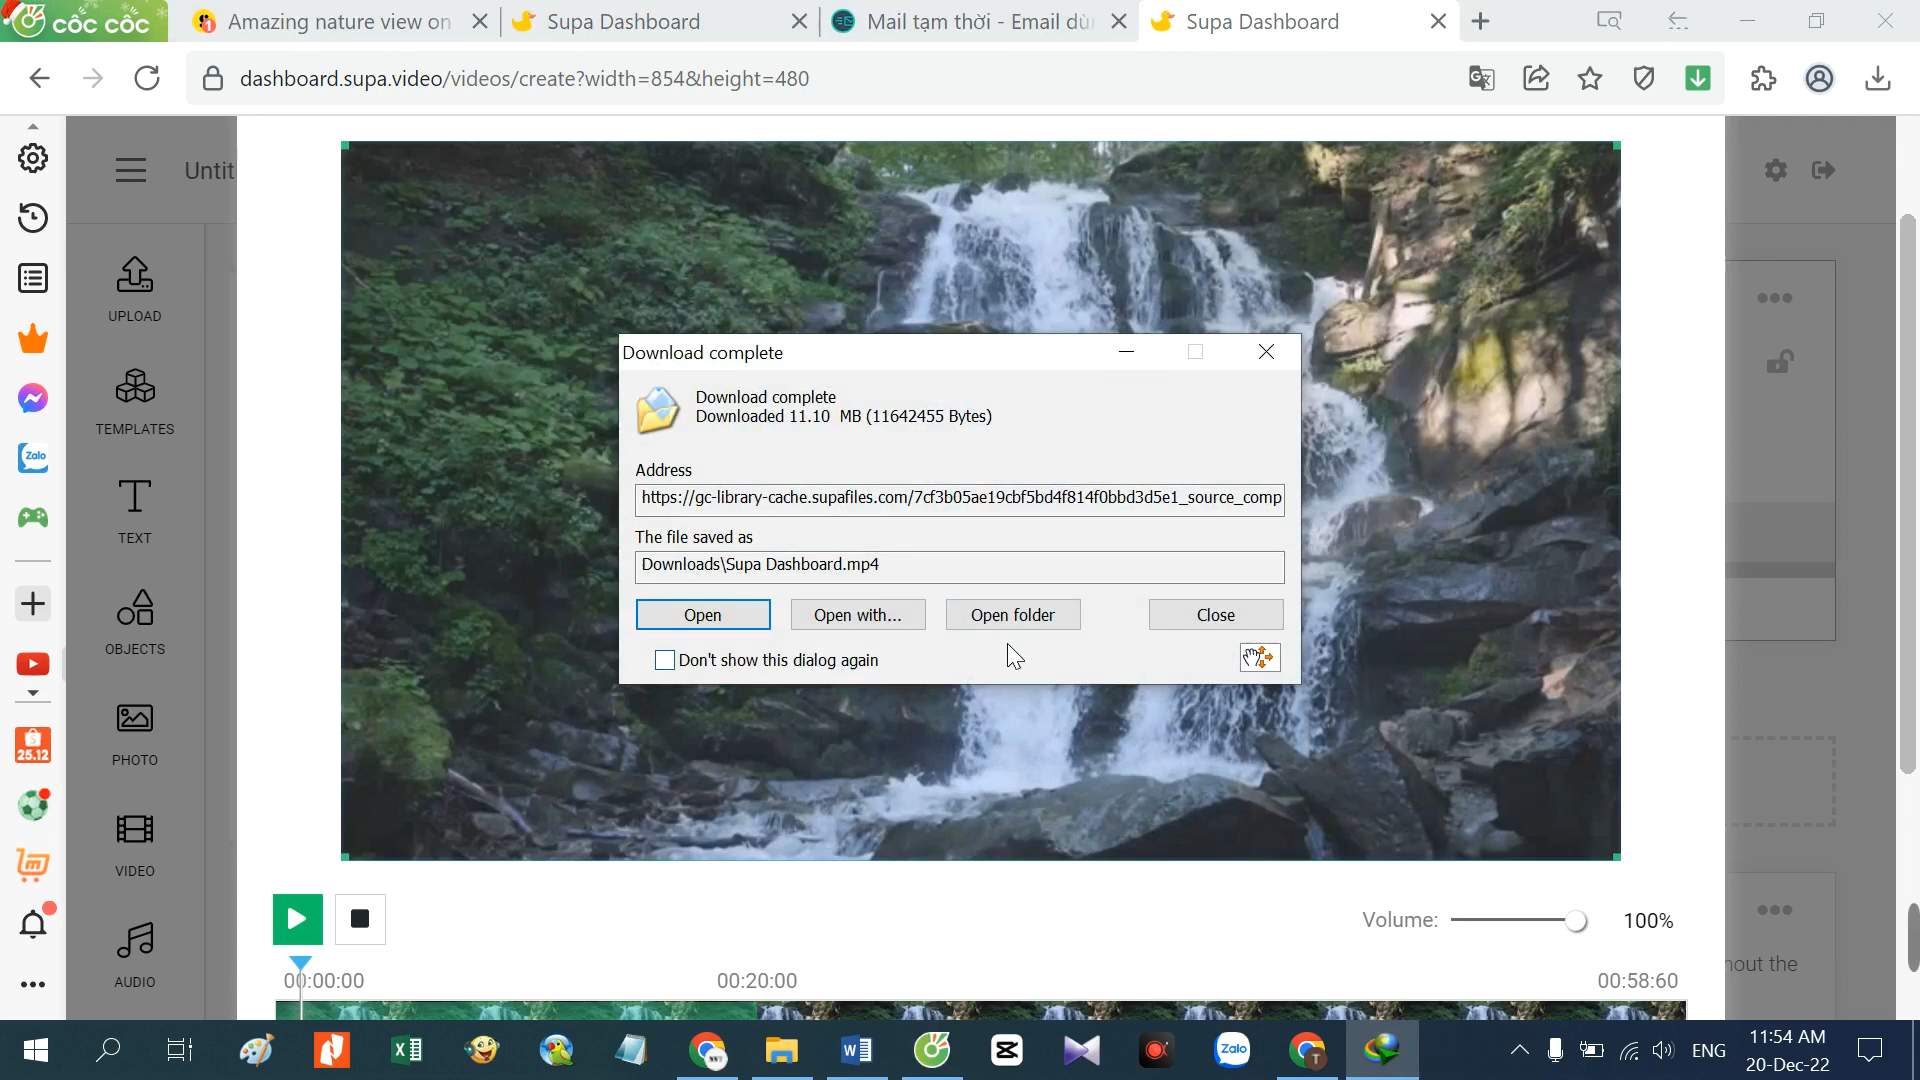 cốc cốc
Amazing nature view on
Supa Dashboard
Mail tạm thời - Email dùn
Supa Dashboard
dashboard.supa.video/videos/create?width=854&height=480
Untit
UPLOAD
TEMPLATES
TEXT
OBJECTS
PHOTO
VIDEO
AUDIO
Zalo
25.12
Download complete
Download complete
Downloaded 11.10 MB (11642455 Bytes)
Address
https://gc-library-cache.supafiles.com/7cf3b05ae19cbf5bd4f814f0bbd3d5e1_source_comp
The file saved as
Downloads\Supa Dashboard.mp4
Open
Open with...
Open folder
Close
Don't show this dialog again
Volume:
100%
00:00:00
00:20:00
00:58:60
hout the
Zalo
T
ENG
11:54 AM
20-Dec-22